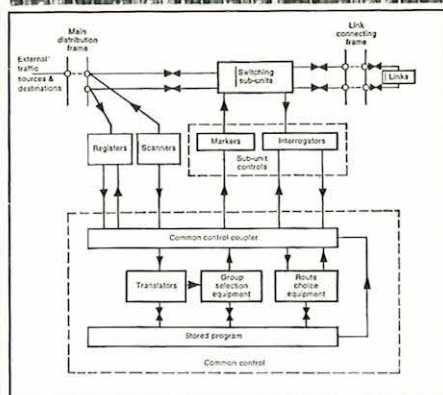 Main
distribution
frame
Link
connecting
frame
External
traffic
sources &
destinations
Switching
sub-units
Links
Registers
Scanners
Markers
Interrogators
Sub-unit
controls
Common control coupler
Translators
Group
selection
equipment
Route
choice
equipment
Stored program
Common control